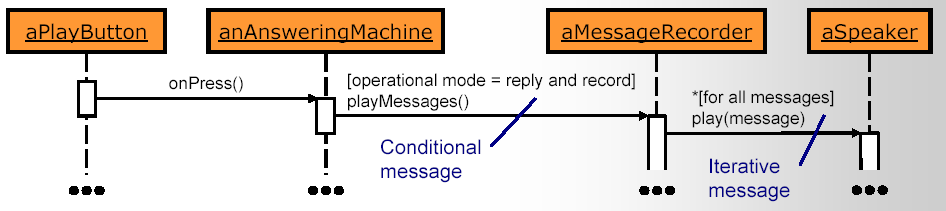 aPlayButton
anAnsweringMachine
aMessageRecorder
aSpeaker
onPress()
[operational mode = reply and record]
playMessages()
*[for all messages]
play(message)
Conditional
message
Iterative
message